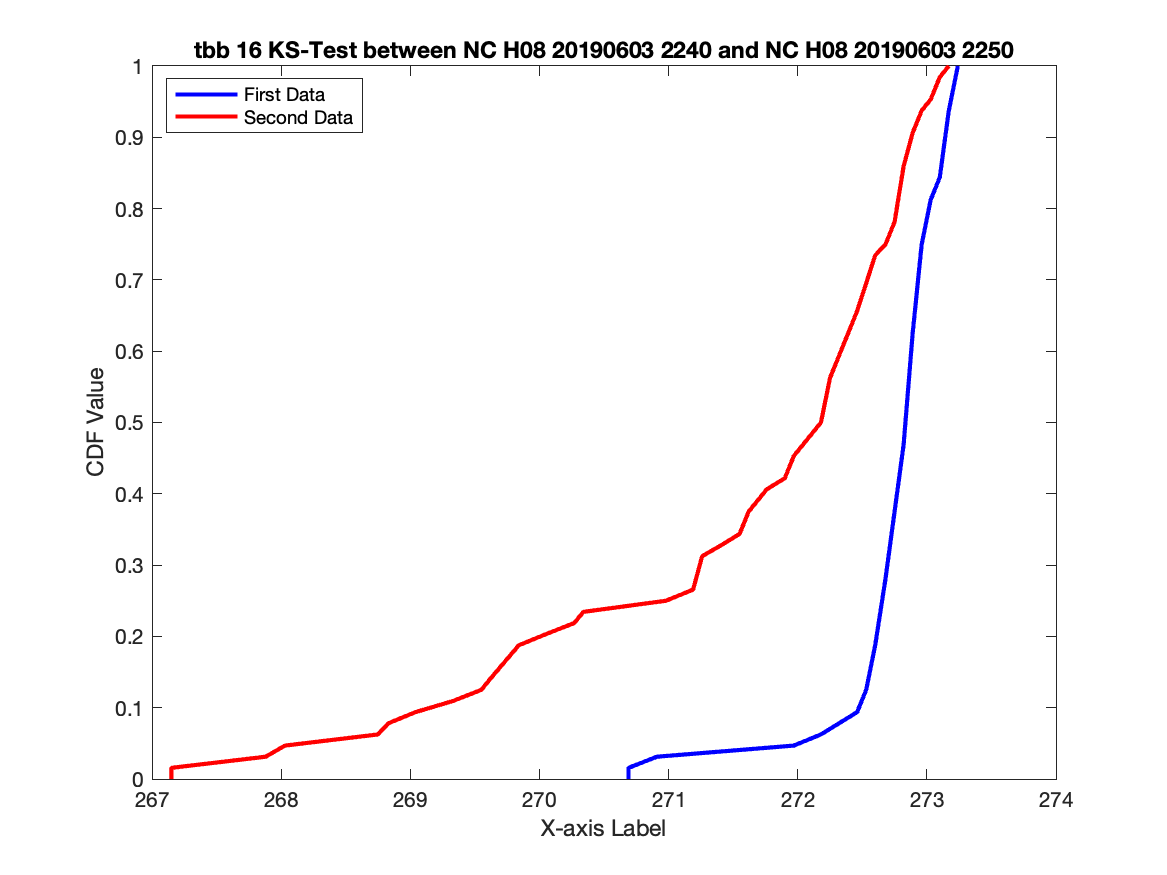 tbb 16 KS-Test between NC H08 20190603 2240 and NC H08 20190603 2250
First Data
Second Data
1
0.9
0.8
0.7
0.6
0.5
0.4
0.3
0.2
0.1
0
CDF Value
267 268 269 270 271 272 273 274
X-axis Label